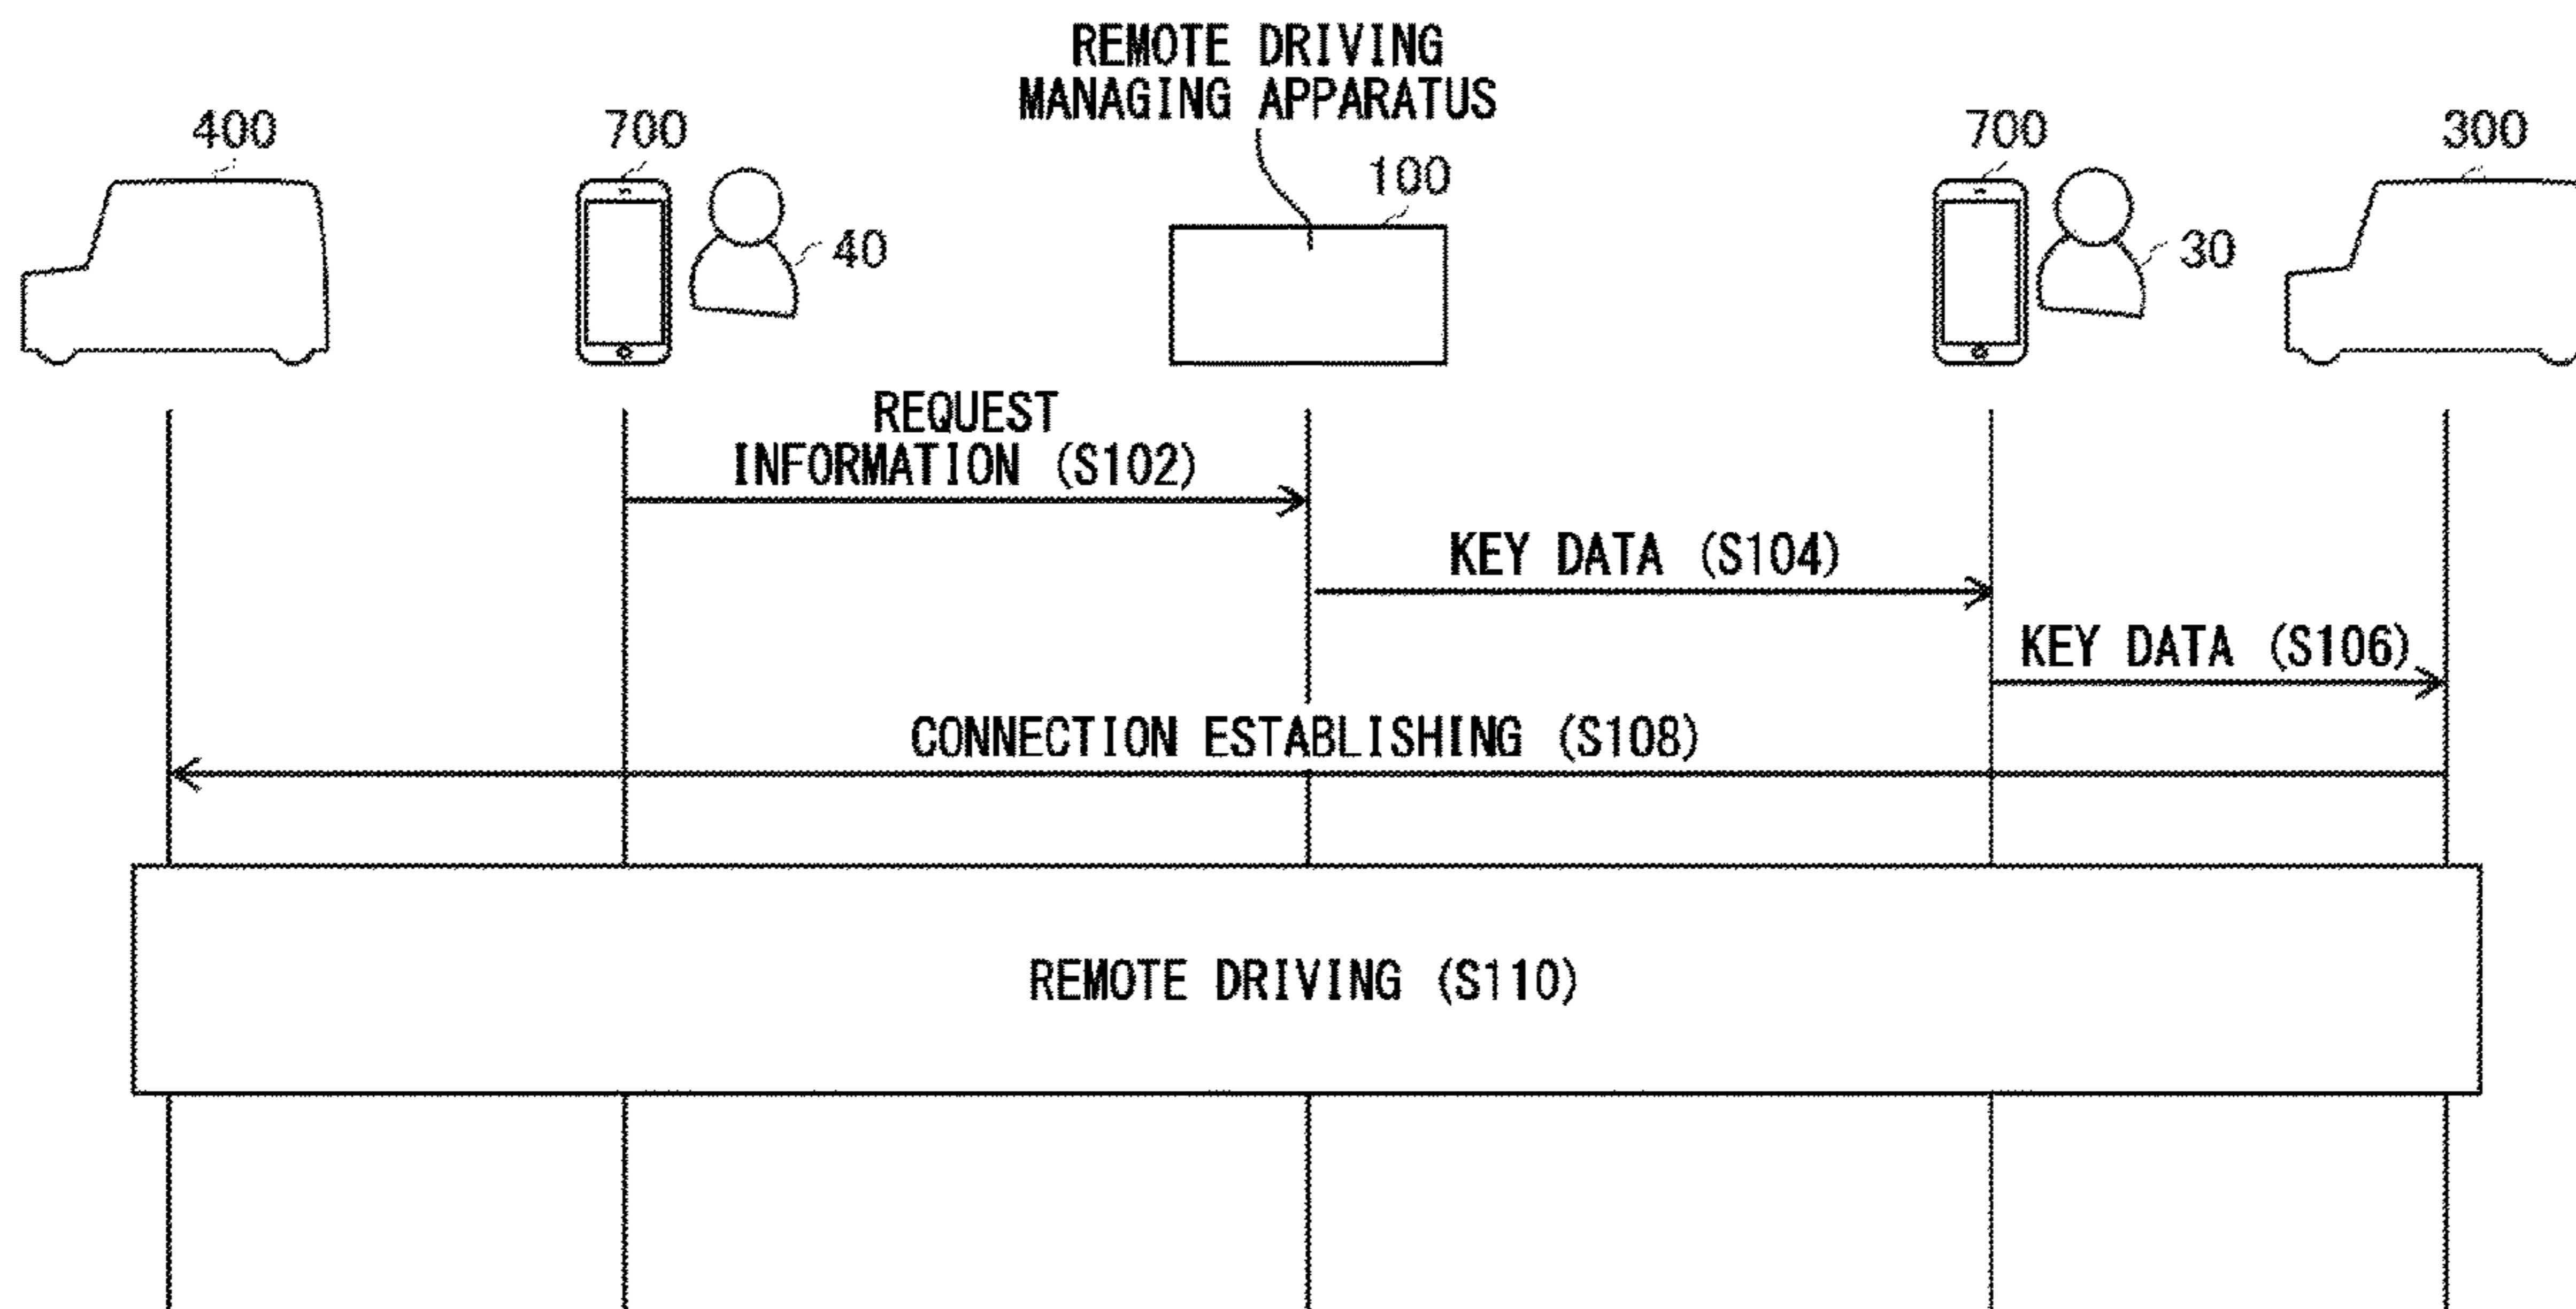 REMOTE DRIVING
MANAGING APPARATUS
400
700
100
700
300
40
30
REQUEST
INFORMATION (S102)
KEY DATA (S104)
KEY DATA (S106)
CONNECTION ESTABLISHING (S108)
REMOTE DRIVING (S110)